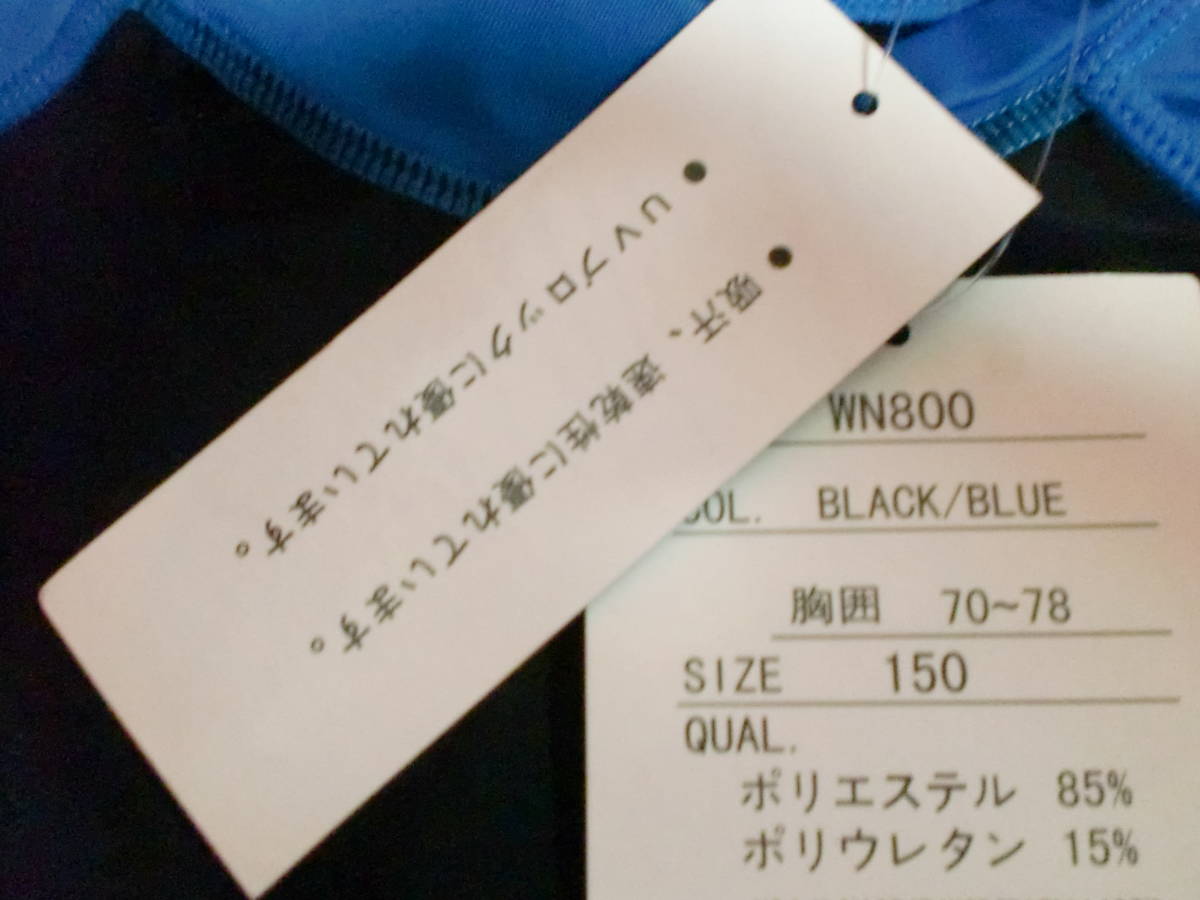 • UVブロックに優れています。
• 吸汗、速乾性に優れています。
WN800
COL. BLACK/BLUE
胸囲 70~78
SIZE 150
QUAL.
ポリエステル 85%
ポリウレタン 15%